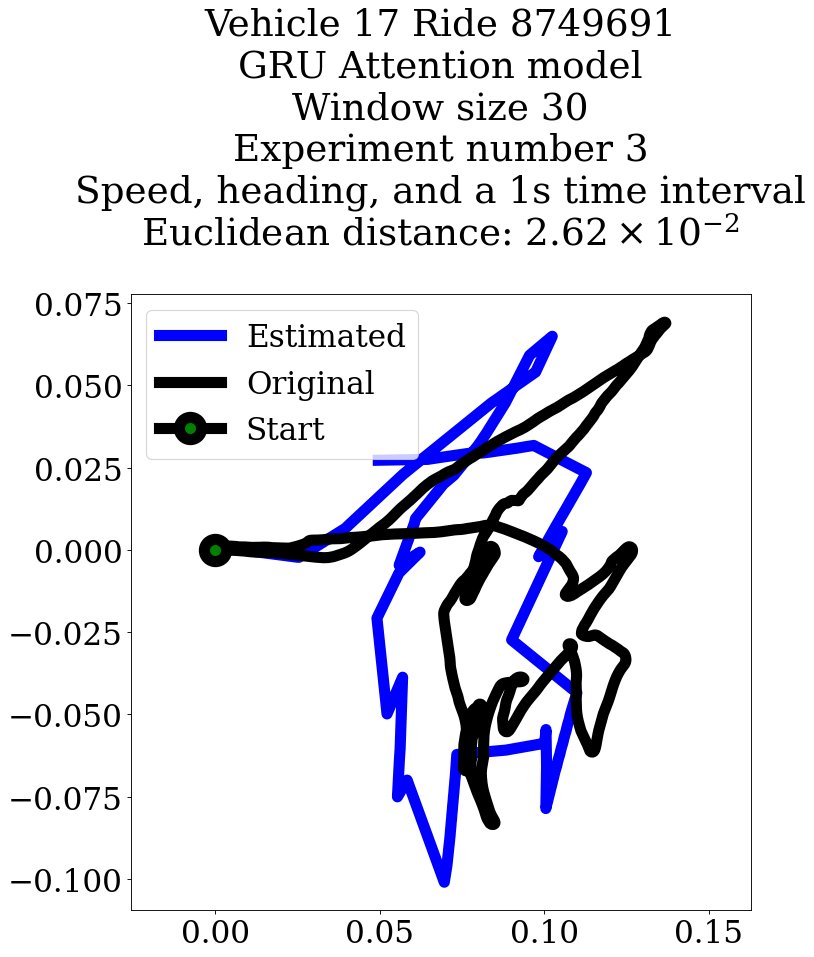 Vehicle 17 Ride 8749691
GRU Attention model
Window size 30
Experiment number 3
Speed, heading, and a 1s time interval
Euclidean distance: 2.62 × 10⁻²
0.075
0.050
0.025
0.000
−0.025
−0.050
−0.075
−0.100
Estimated
Original
Start
0.00 0.05 0.10 0.15